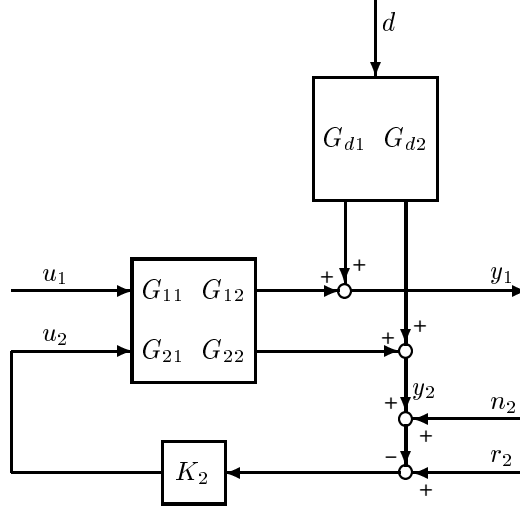 d
G_{d1} G_{d2}
+ +
u_1 G_{11} G_{12} y_1
+ +
u_2 G_{21} G_{22}
y_2
+ n_2
+
- r_2
K_2
+